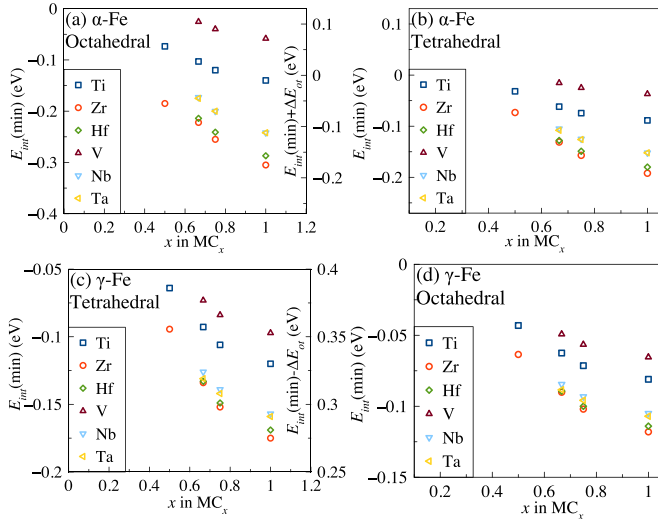 (a) α-Fe
Octahedral
E_int(min) (eV)
0
−0.1
−0.2
−0.3
−0.4
Ti
Zr
Hf
V
Nb
Ta
0 0.2 0.4 0.6 0.8 1 1.2
x in MC_x
0.1
0
−0.1
0.2
E_int(min)+ΔE_ot (eV)
(b) α-Fe
Tetrahedral
E_int(min) (eV)
0.1
0
−0.1
−0.2
Ti
Zr
Hf
V
Nb
Ta
0.2 0.4 0.6 0.8 1
x in MC_x
(c) γ-Fe
Tetrahedral
E_int(min) (eV)
−0.05
−0.1
−0.15
−0.2
Ti
Zr
Hf
V
Nb
Ta
0 0.2 0.4 0.6 0.8 1 1.2
x in MC_x
0.4
0.35
0.3
0.25
E_int(min)-ΔE_ot (eV)
(d) γ-Fe
Octahedral
E_int(min) (eV)
0
−0.05
−0.1
−0.15
Ti
Zr
Hf
V
Nb
Ta
0.2 0.4 0.6 0.8 1
x in MC_x